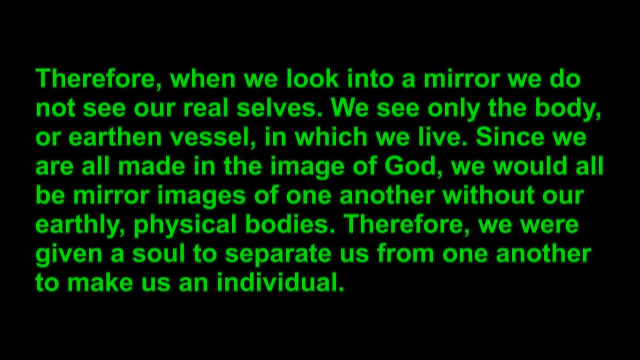 Therefore, when we look into a mirror we do
not see our real selves. We see only the body,
or earthen vessel, in which we live. Since we
are all made in the image of God, we would all
be mirror images of one another without our
earthly, physical bodies. Therefore, we were
given a soul to separate us from one another
to make us an individual.